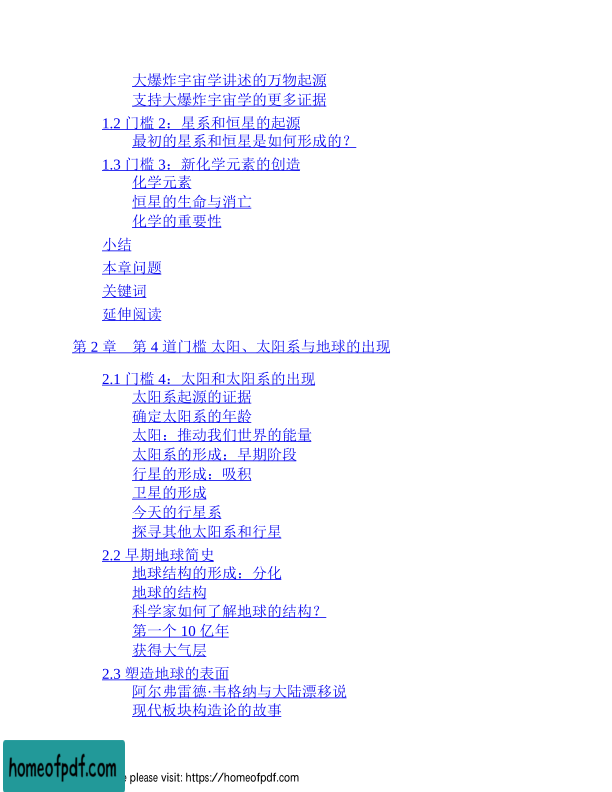 大爆炸宇宙学讲述的万物起源
支持大爆炸宇宙学的更多证据
1.2 门槛 2：星系和恒星的起源
最初的星系和恒星是如何形成的？
1.3 门槛 3：新化学元素的创造
化学元素
恒星的生命与消亡
化学的重要性
小结
本章问题
关键词
延伸阅读
第 2 章　第 4 道门槛 太阳、太阳系与地球的出现
2.1 门槛 4：太阳和太阳系的出现
太阳系起源的证据
确定太阳系的年龄
太阳：推动我们世界的能量
太阳系的形成：早期阶段
行星的形成：吸积
卫星的形成
今天的行星系
探寻其他太阳系和行星
2.2 早期地球简史
地球结构的形成：分化
地球的结构
科学家如何了解地球的结构？
第一个 10 亿年
获得大气层
2.3 塑造地球的表面
阿尔弗雷德·韦格纳与大陆漂移说
现代板块构造论的故事
homeofpdf.com
please visit: https://homeofpdf.com